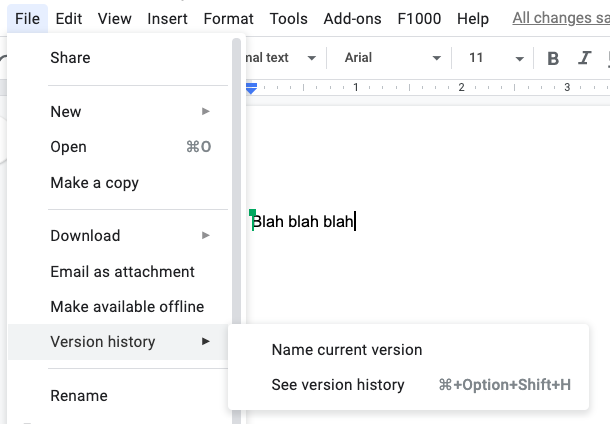 File Edit View Insert Format Tools Add-ons F1000 Help All changes sa
Share
mal text Arial 11 B I
1 2 3
New
Open ⌘O
Make a copy
Blah blah blah
Download
Email as attachment
Make available offline
Version history
Name current version
See version history ⌘+Option+Shift+H
Rename